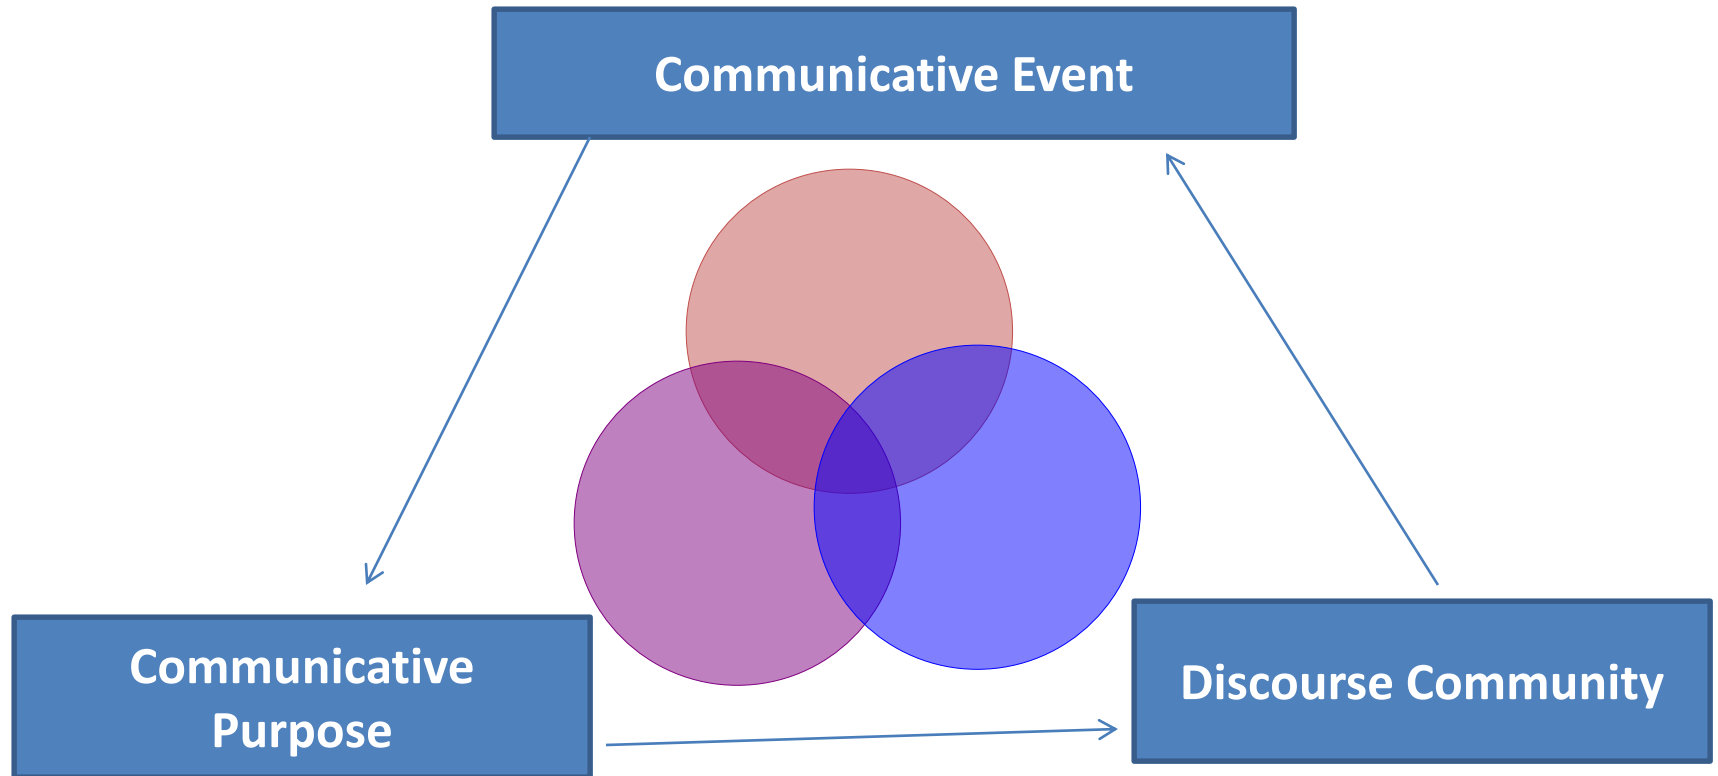 Communicative Event
Communicative
Purpose
Discourse Community